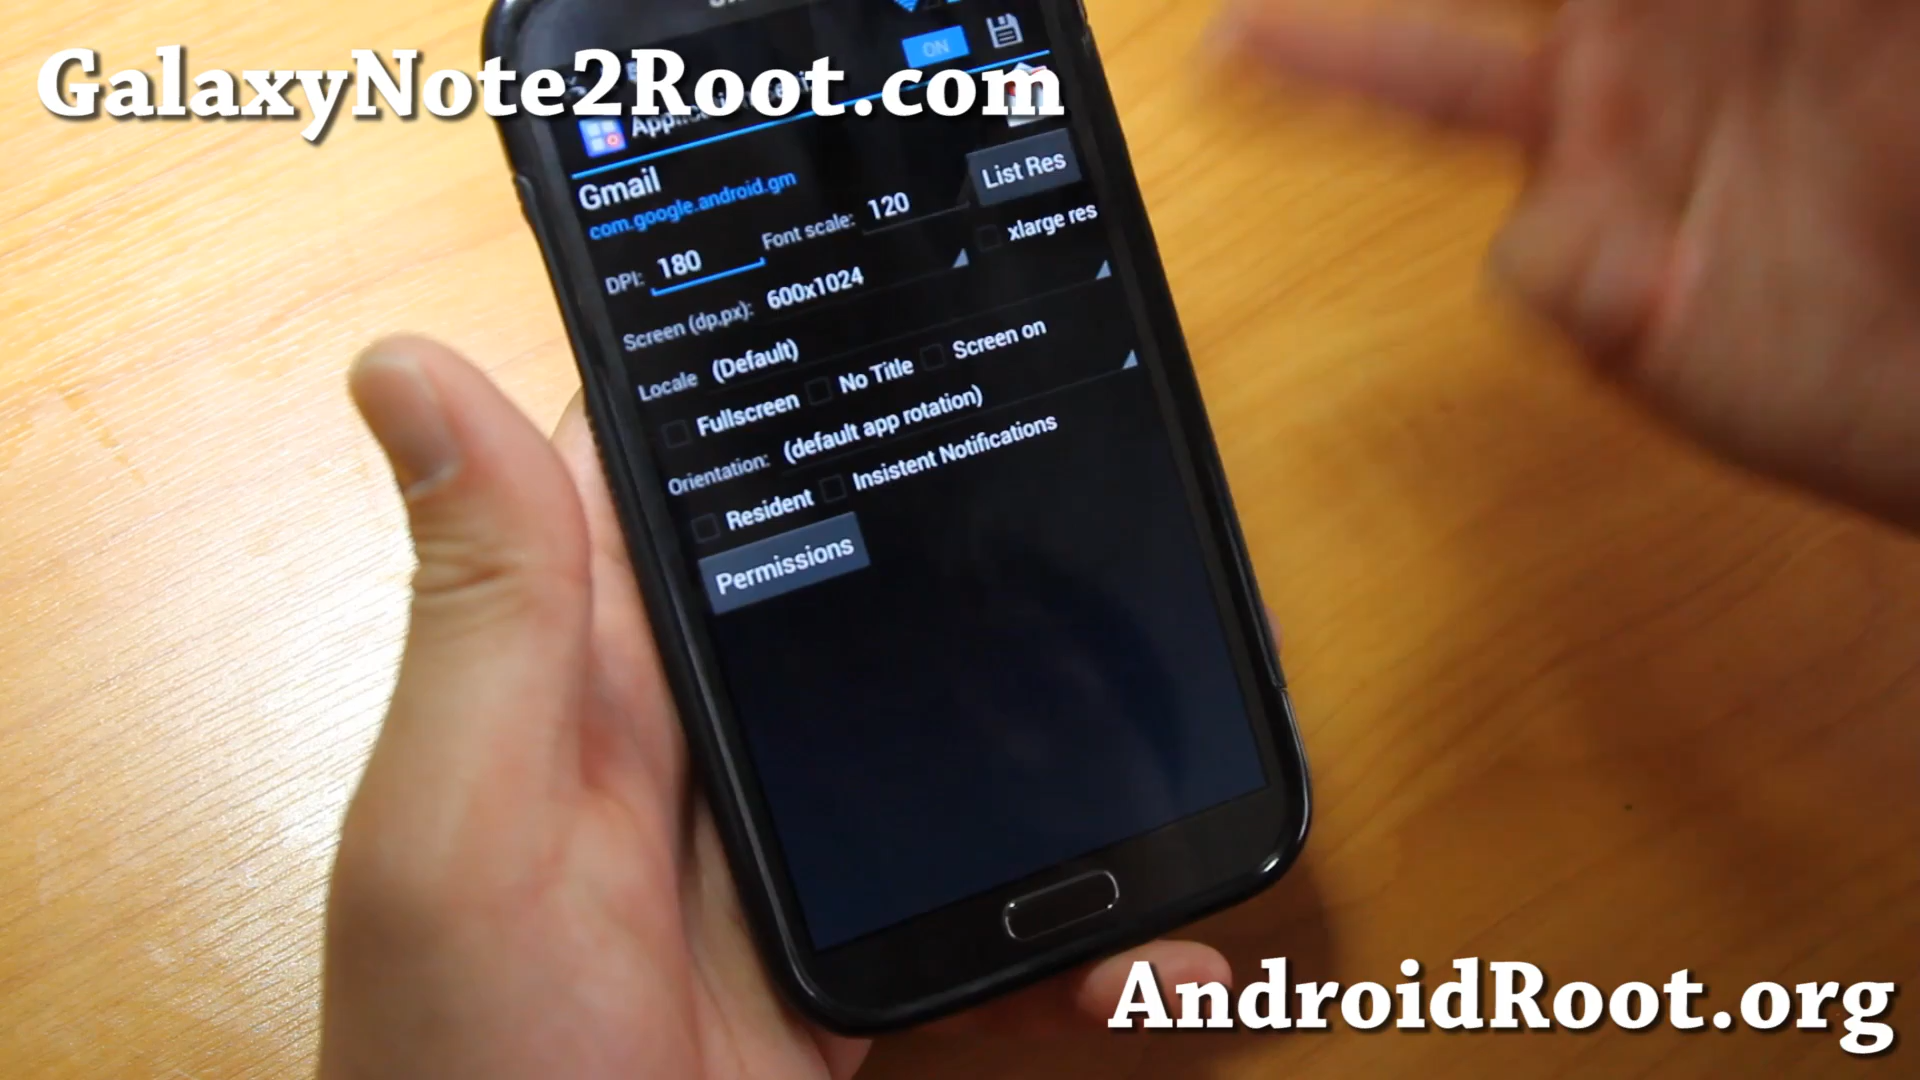 GalaxyNote2Root.com
ON
Gmail
com.google.android.gm
List Res
DPI: 180 Font scale: 120
xlarge res
Screen (dp,px): 600x1024
Locale (Default)
Fullscreen No Title Screen on
Orientation: (default app rotation)
Resident Insistent Notifications
Permissions
AndroidRoot.org